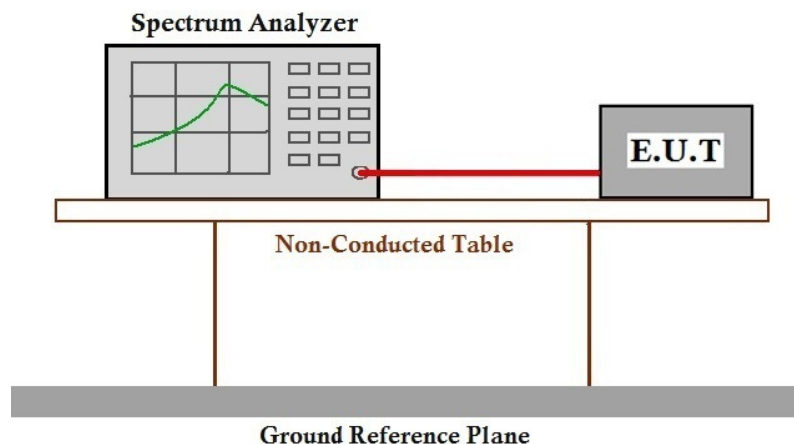 Spectrum Analyzer
E.U.T
Non-Conducted Table
Ground Reference Plane